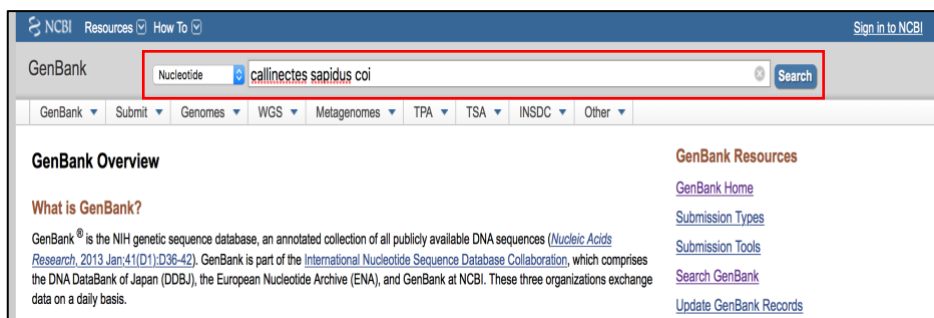 NCBI Resources How To Sign in to NCBI
GenBank Nucleotide callinectes sapidus coi Search
GenBank Submit Genomes WGS Metagenomes TPA TSA INSDC Other
GenBank Overview
What is GenBank?
GenBank ® is the NIH genetic sequence database, an annotated collection of all publicly available DNA sequences (Nucleic Acids
Research, 2013 Jan;41(D1):D36-42). GenBank is part of the International Nucleotide Sequence Database Collaboration, which comprises
the DNA DataBank of Japan (DDBJ), the European Nucleotide Archive (ENA), and GenBank at NCBI. These three organizations exchange
data on a daily basis.
GenBank Resources
GenBank Home
Submission Types
Submission Tools
Search GenBank
Update GenBank Records